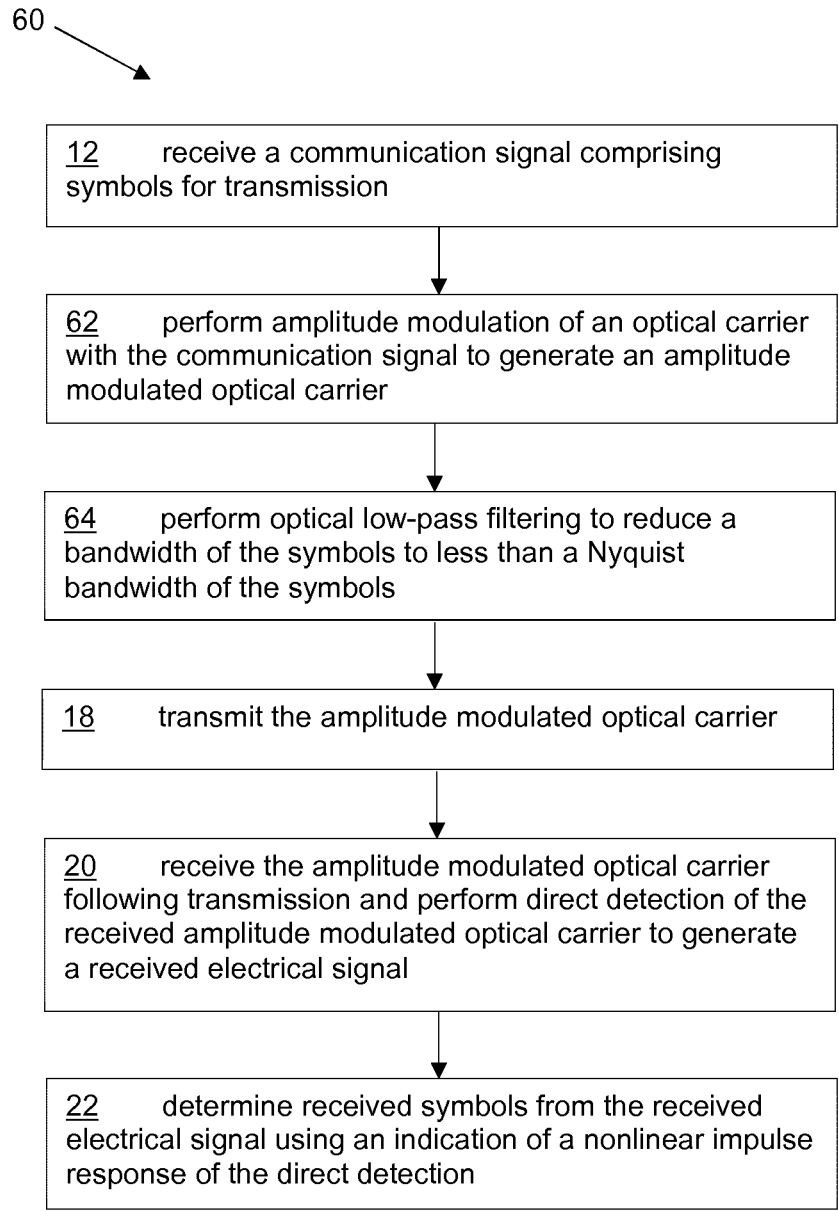 60
12 receive a communication signal comprising
symbols for transmission
62 perform amplitude modulation of an optical carrier
with the communication signal to generate an amplitude
modulated optical carrier
64 perform optical low-pass filtering to reduce a
bandwidth of the symbols to less than a Nyquist
bandwidth of the symbols
18 transmit the amplitude modulated optical carrier
20 receive the amplitude modulated optical carrier
following transmission and perform direct detection of the
received amplitude modulated optical carrier to generate
a received electrical signal
22 determine received symbols from the received
electrical signal using an indication of a nonlinear impulse
response of the direct detection